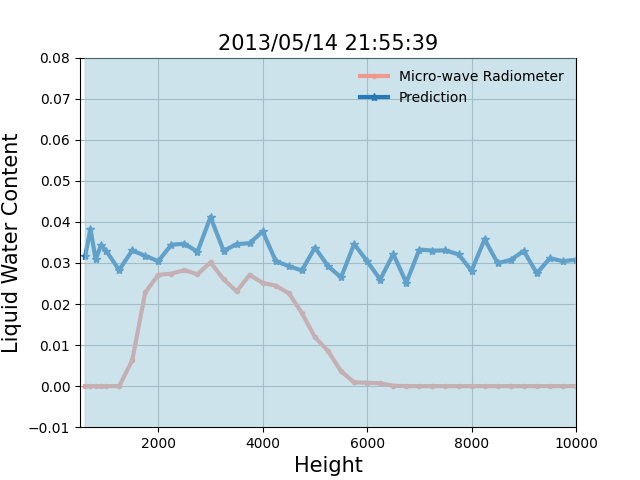 2013/05/14 21:55:39
Micro-wave Radiometer
Prediction
Liquid Water Content
0.08
0.07
0.06
0.05
0.04
0.03
0.02
0.01
0.00
−0.01
2000 4000 6000 8000 10000
Height